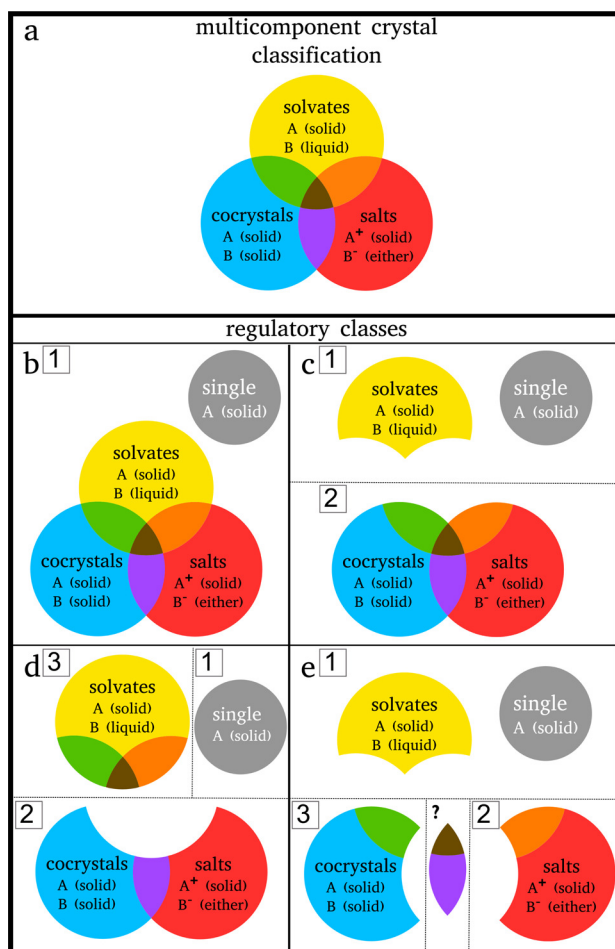 a
multicomponent crystal
classification
solvates
A (solid)
B (liquid)
cocrystals
A (solid)
B (solid)
salts
A⁺ (solid)
B⁻ (either)
regulatory classes
b 1
single
A (solid)
solvates
A (solid)
B (liquid)
cocrystals
A (solid)
B (solid)
salts
A⁺ (solid)
B⁻ (either)
c 1
solvates
A (solid)
B (liquid)
single
A (solid)
2
cocrystals
A (solid)
B (solid)
salts
A⁺ (solid)
B⁻ (either)
d 3
solvates
A (solid)
B (liquid)
1
single
A (solid)
2
cocrystals
A (solid)
B (solid)
salts
A⁺ (solid)
B⁻ (either)
e 1
solvates
A (solid)
B (liquid)
single
A (solid)
3
cocrystals
A (solid)
B (solid)
?
2
salts
A⁺ (solid)
B⁻ (either)